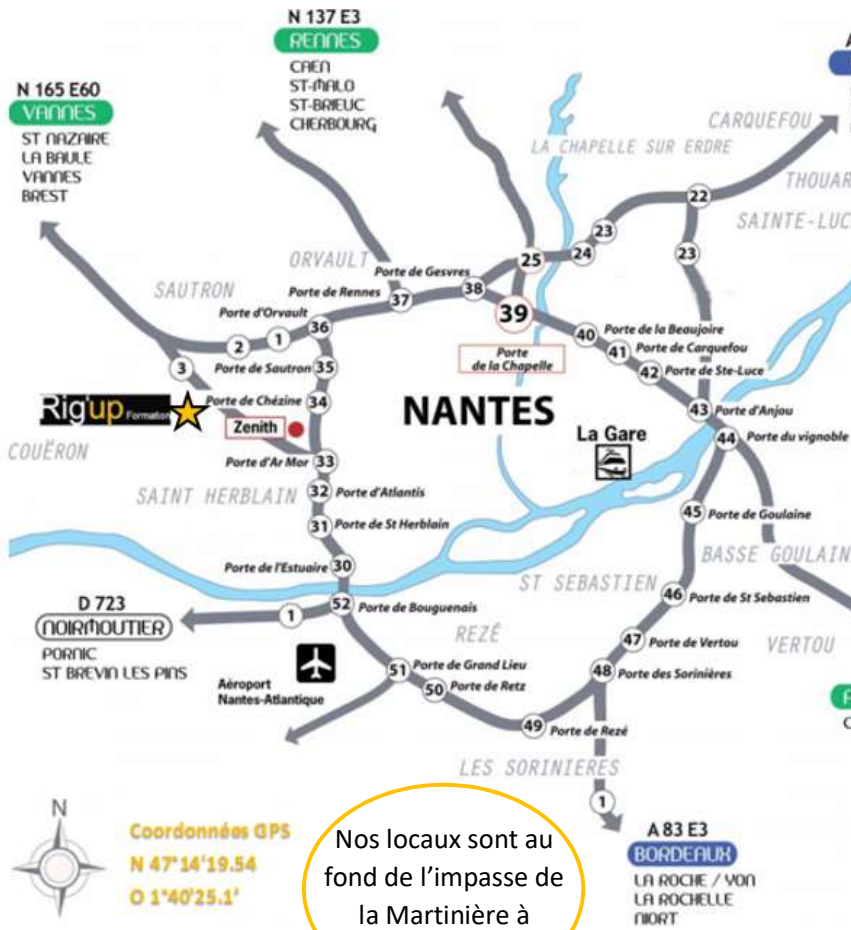 N 137 E3
RENNES
CAEN
ST-MALO
ST-BRIEUC
CHERBOURG
N 165 E60
VANNES
ST NAZAIRE
LA BAULE
VANNES
BREST
A
CARQUEFOU
LA CHAPELLE SUR ERDRE
THOUAR
SAINTE-LUC
22
23
23
24
25
ORVAULT
SAUTRON
Porte de Gesvres
38
Porte de Rennes
37
39
Porte d'Orvault
36
1
2
3
40
Porte de la Beaujoire
41
Porte de Carquefou
42
Porte de Ste-Luce
Porte
de la Chapelle
Porte de Sautron
35
Rig'up Formation
Porte de Chézine
34
Zenith
NANTES
43
Porte d'Anjou
La Gare
44
Porte du vignoble
COUËRON
Porte d'Ar Mor
33
SAINT HERBLAIN
32
Porte d'Atlantis
31
Porte de St Herblain
45
Porte de Goulaine
BASSE GOULAIN
Porte de l'Estuaire
30
ST SEBASTIEN
46
Porte de St Sebastien
D 723
NOIRMOUTIER
PORNIC
ST BREVIN LES PINS
1
52
Porte de Bouguenais
REZÉ
47
Porte de Vertou
VERTOU
Aéroport
Nantes-Atlantique
51
Porte de Grand Lieu
50
Porte de Retz
48
Porte des Sorinières
49
Porte de Rezé
LES SORINIERES
1
A 83 E3
BORDEAUX
LA ROCHE / YON
LA ROCHELLE
NIORT
N
Coordonnées GPS
N 47°14'19.54
O 1°40'25.1'
Nos locaux sont au
fond de l'impasse de
la Martinière à